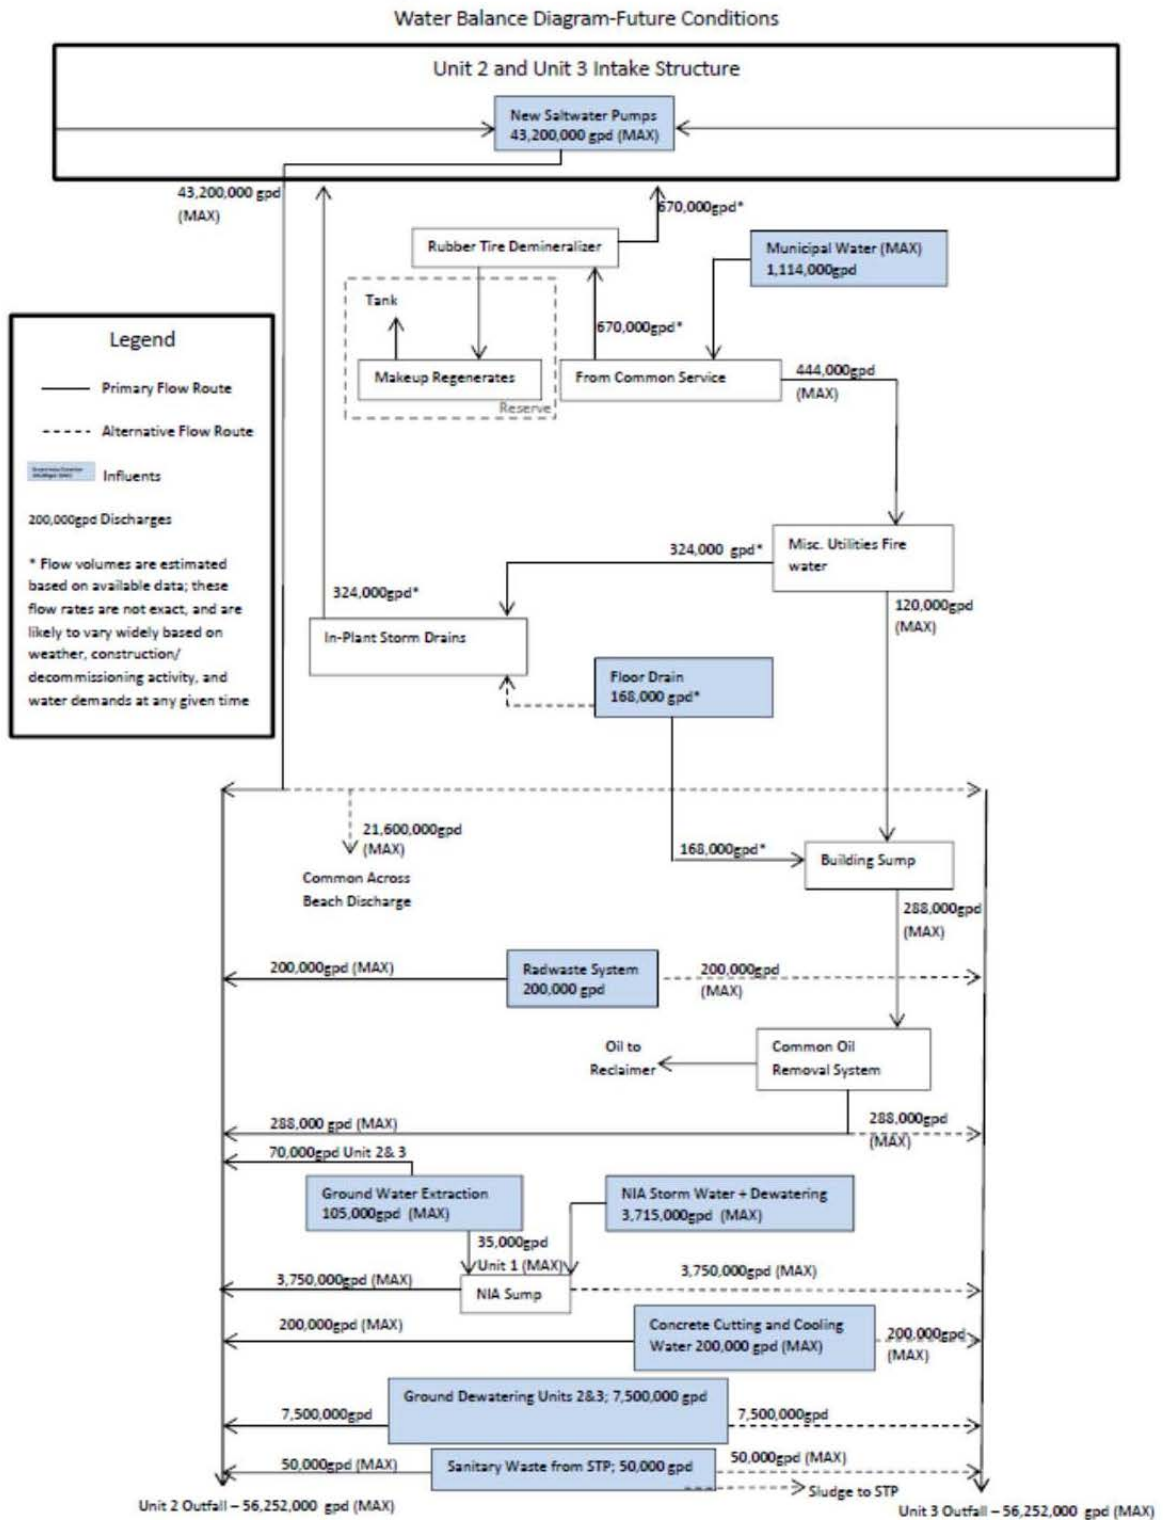 Water Balance Diagram-Future Conditions
Unit 2 and Unit 3 Intake Structure
New Saltwater Pumps
43,200,000 gpd (MAX)
43,200,000 gpd
(MAX)
670,000gpd*
Rubber Tire Demineralizer
Municipal Water (MAX)
1,114,000gpd
Tank
670,000gpd*
Makeup Regenerates
Reserve
From Common Service
444,000gpd
(MAX)
Legend
Primary Flow Route
Alternative Flow Route
Influents
200,000gpd Discharges
* Flow volumes are estimated
based on available data; these
flow rates are not exact, and are
likely to vary widely based on
weather, construction/
decommissioning activity, and
water demands at any given time
324,000 gpd*
Misc. Utilities Fire
water
324,000gpd*
120,000gpd
(MAX)
In-Plant Storm Drains
Floor Drain
168,000 gpd*
21,600,000gpd
(MAX)
Common Across
Beach Discharge
168,000gpd*
Building Sump
288,000gpd
(MAX)
200,000gpd (MAX)
Radwaste System
200,000 gpd
200,000gpd
(MAX)
Oil to
Reclaimer
Common Oil
Removal System
288,000 gpd (MAX)
288,000gpd
(MAX)
70,000gpd Unit 2& 3
Ground Water Extraction
105,000gpd (MAX)
NIA Storm Water + Dewatering
3,715,000gpd (MAX)
35,000gpd
Unit 1 (MAX)
3,750,000gpd (MAX)
NIA Sump
3,750,000gpd (MAX)
200,000gpd (MAX)
Concrete Cutting and Cooling
Water 200,000 gpd (MAX)
200,000gpd
(MAX)
Ground Dewatering Units 2&3; 7,500,000 gpd
7,500,000gpd
7,500,000gpd
50,000gpd (MAX)
Sanitary Waste from STP; 50,000 gpd
50,000gpd (MAX)
Sludge to STP
Unit 2 Outfall – 56,252,000 gpd (MAX)
Unit 3 Outfall – 56,252,000 gpd (MAX)